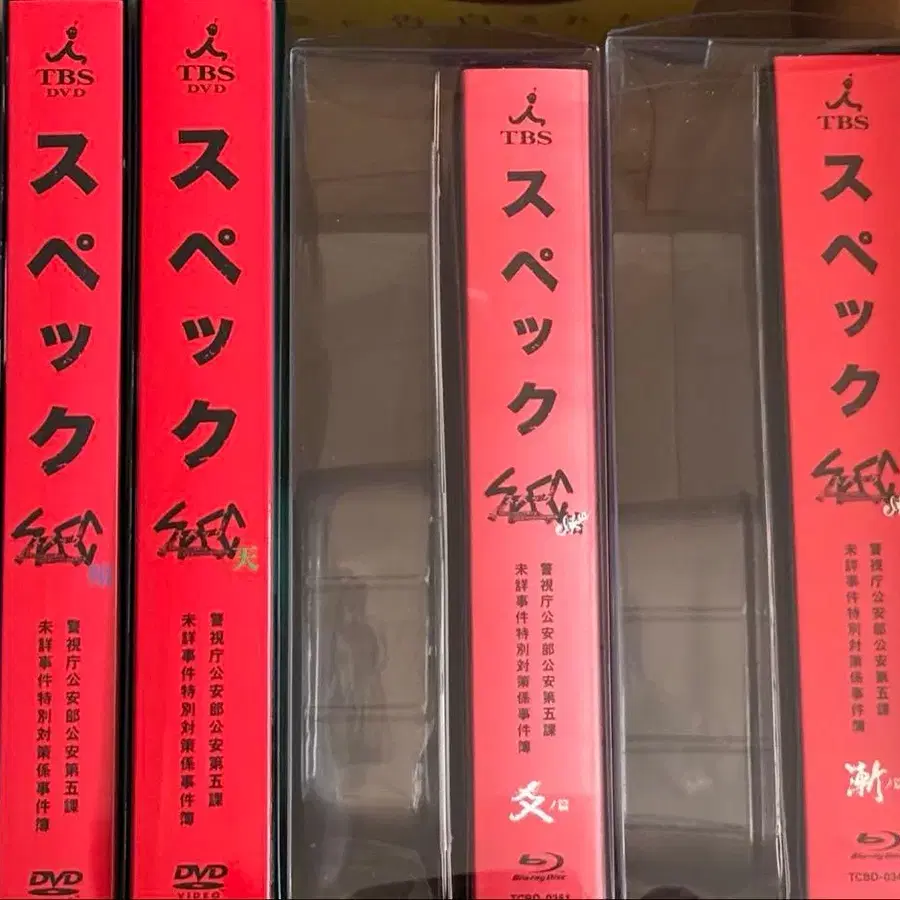 TBS
DVD
スペック
翔
警視庁公安部公安第五課
未詳事件特別対策係事件簿
DVD
TBS
DVD
スペック
天
警視庁公安部公安第五課
未詳事件特別対策係事件簿
DVD
VIDEO
TBS
スペック
警視庁公安部公安第五課
未詳事件特別対策係事件簿
爻ノ篇
Blu-ray Disc
TBS
スペック
警視庁公安部公安第五課
未詳事件特別対策係事件簿
漸ノ篇
Blu-ray Disc